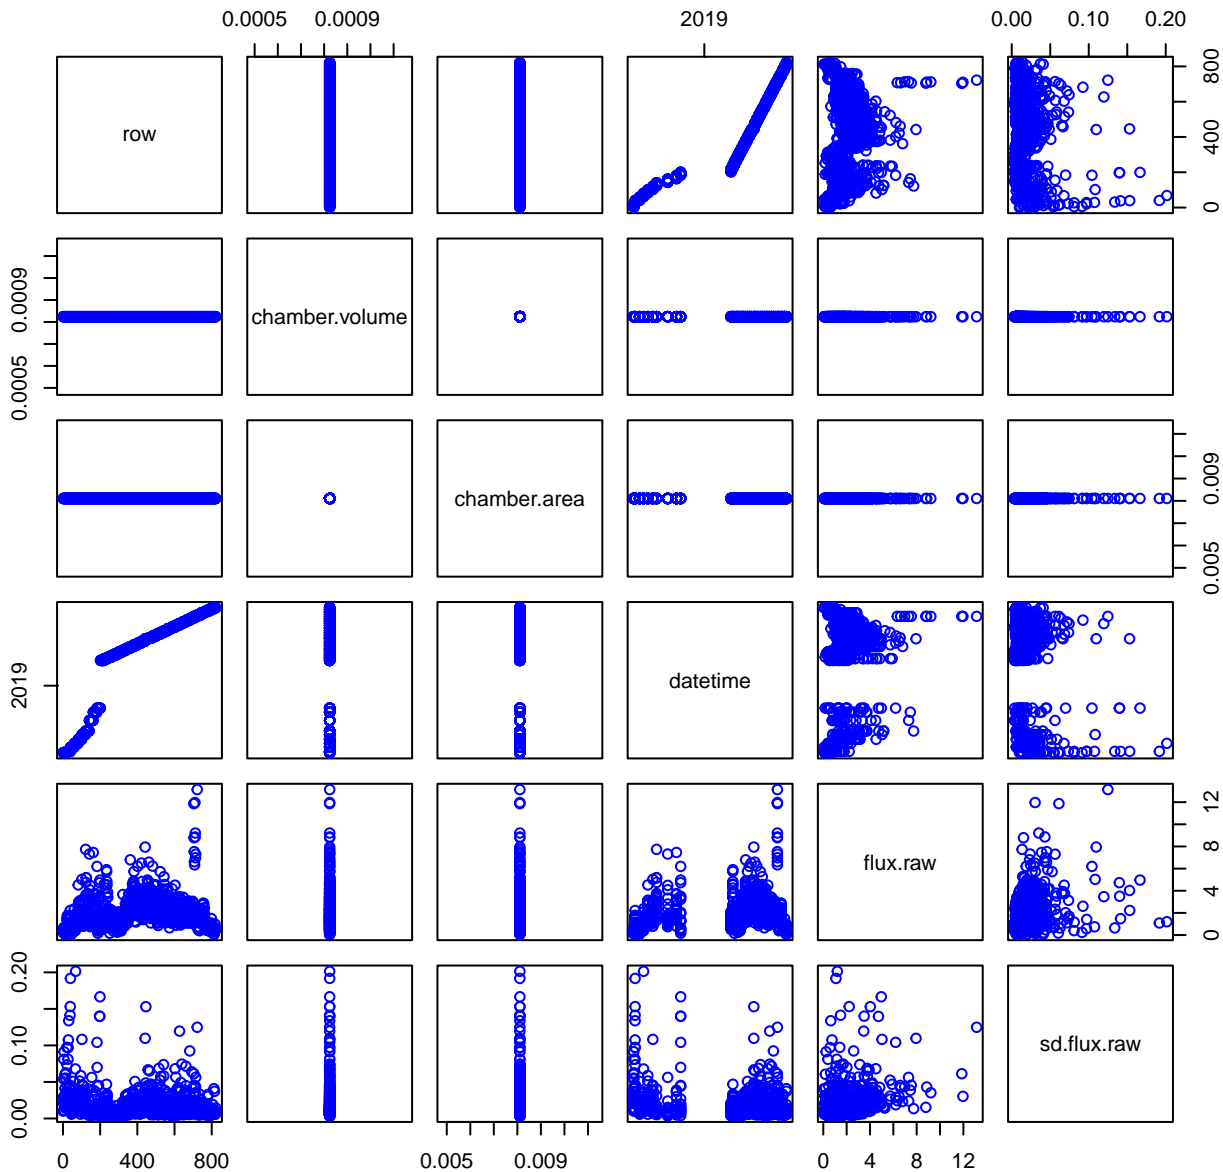 0.0005 0.0009 2019 0.00 0.10 0.20
row 0 400 800
0.0005 0.0009 chamber.volume
chamber.area 0.005 0.009
2019 datetime
flux.raw 0 4 8 12
0.00 0.10 0.20 sd.flux.raw
0 400 800 0.005 0.009 0 4 8 12